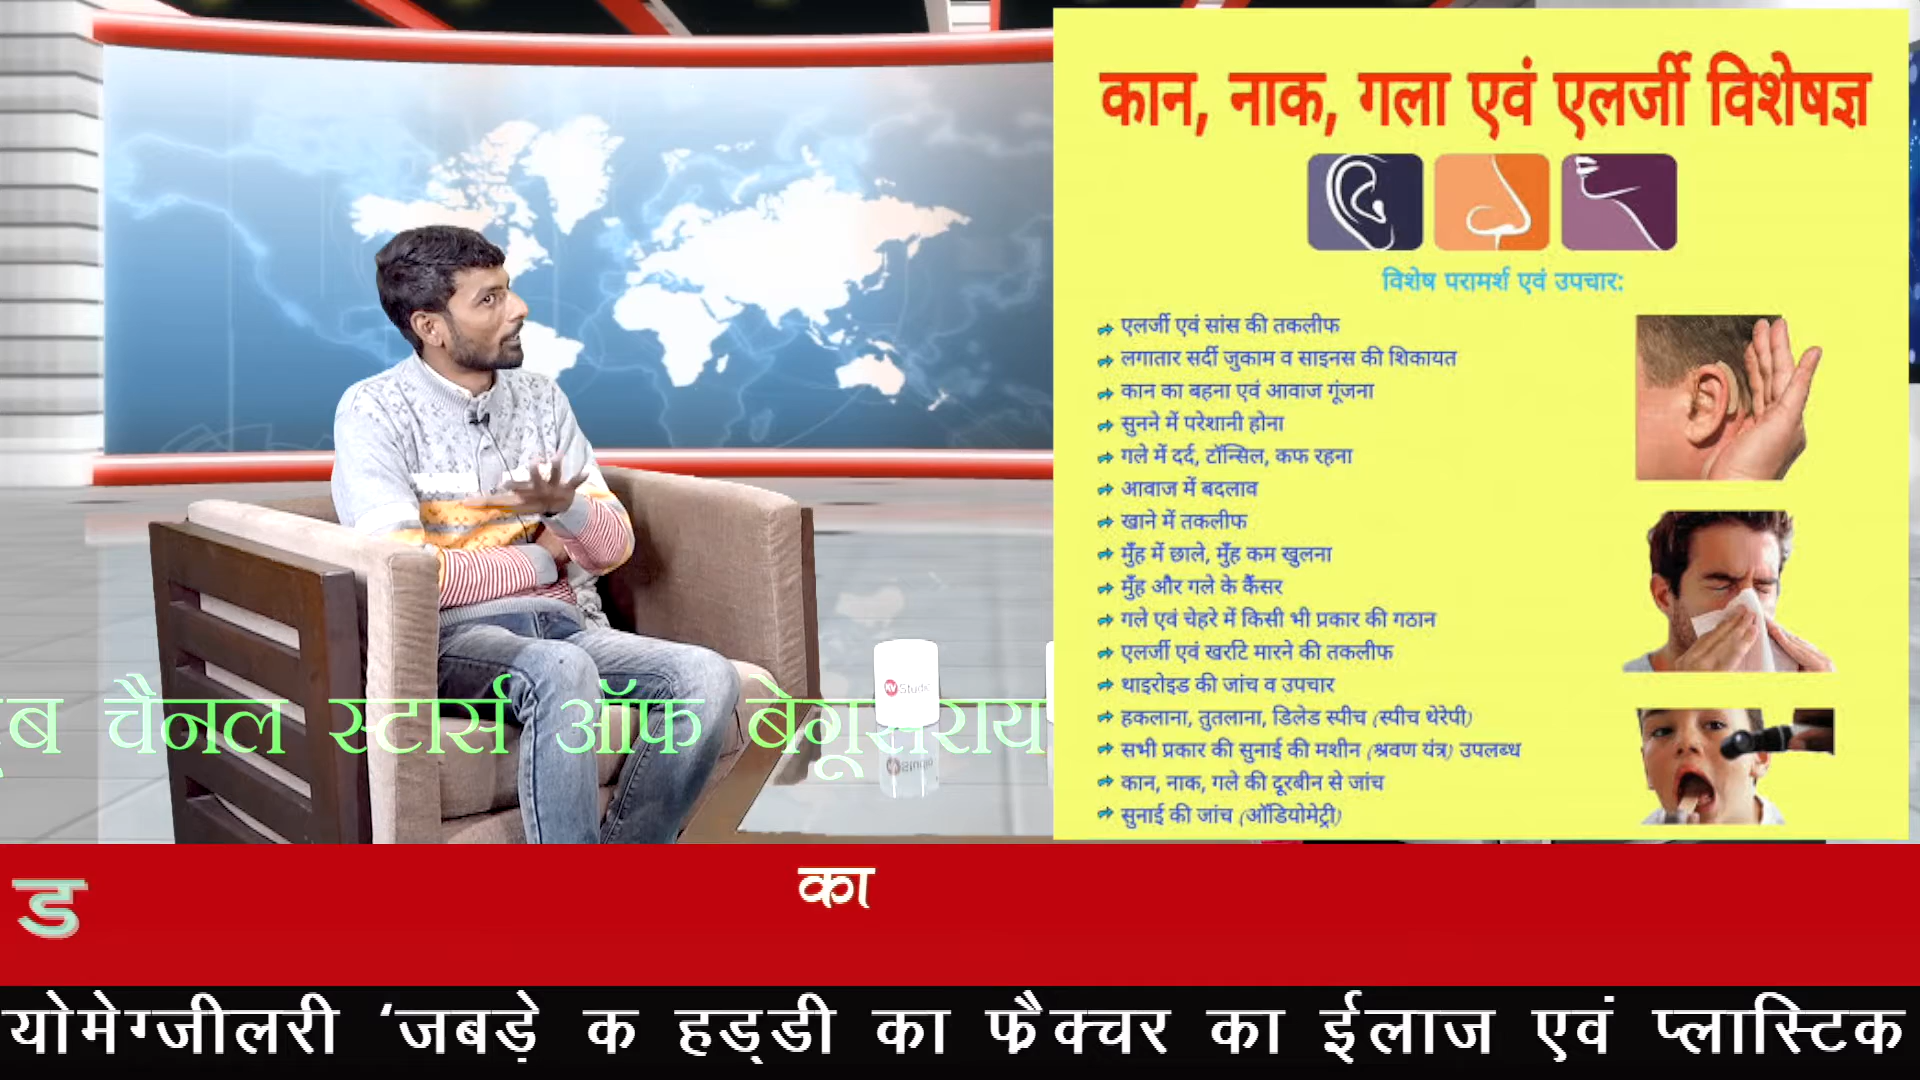 कान, नाक, गला एवं एलर्जी विशेषज्ञ
विशेष परामर्श एवं उपचार:
एलर्जी एवं सांस की तकलीफ
लगातार सर्दी जुकाम व साइनस की शिकायत
कान का बहना एवं आवाज गूंजना
सुनने में परेशानी होना
गले में दर्द, टॉन्सिल, कफ रहना
आवाज में बदलाव
खाने में तकलीफ
मुँह में छाले, मुँह कम खुलना
मुँह और गले के कैंसर
गले एवं चेहरे में किसी भी प्रकार की गठान
एलर्जी एवं खर्राटे मारने की तकलीफ
थाइरोइड की जांच व उपचार
हकलाना, तुतलाना, डिलेड स्पीच (स्पीच थेरेपी)
सभी प्रकार की सुनाई की मशीन (श्रवण यंत्र) उपलब्ध
कान, नाक, गले की दूरबीन से जांच
सुनाई की जांच (ऑडियोमेट्री)
KV Studio
चैनल स्टार्स ऑफ बेगूसराय
ड
का
योमेग्जीलरी 'जबड़े क हड्डी का फ्रैक्चर का ईलाज एवं प्लास्टिक